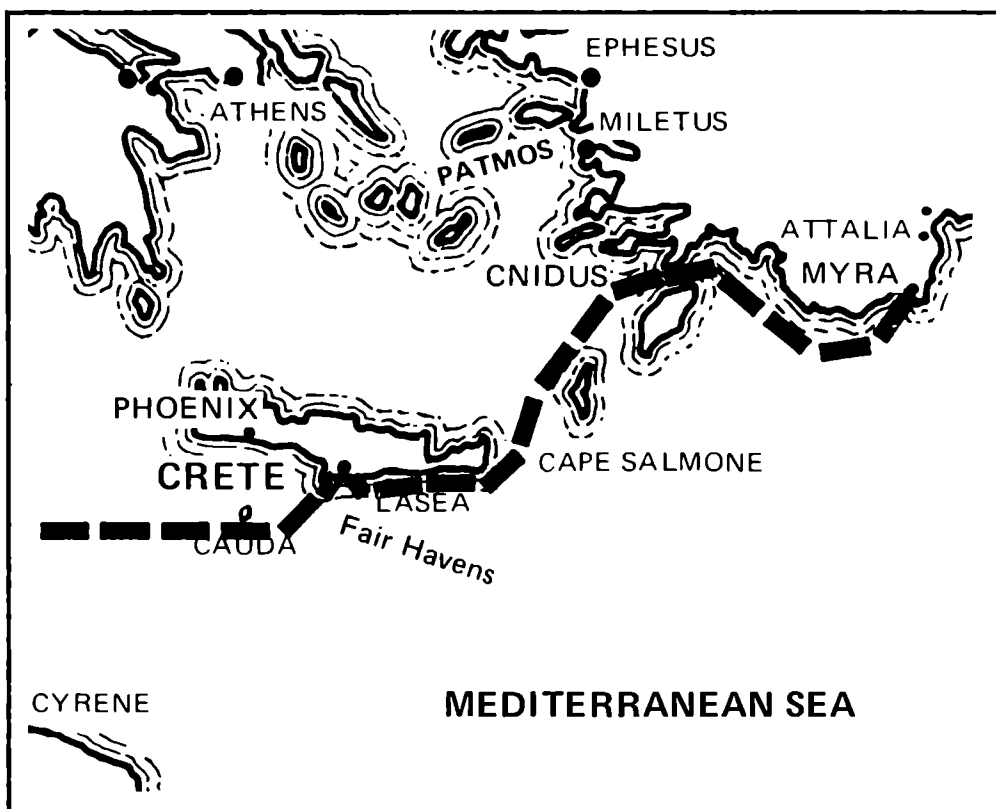 EPHESUS
ATHENS
MILETUS
PATMOS
ATTALIA
CNIDUS
MYRA
PHOENIX
CAPE SALMONE
CRETE
LASEA
Fair Havens
CAUDA
CYRENE
MEDITERRANEAN SEA